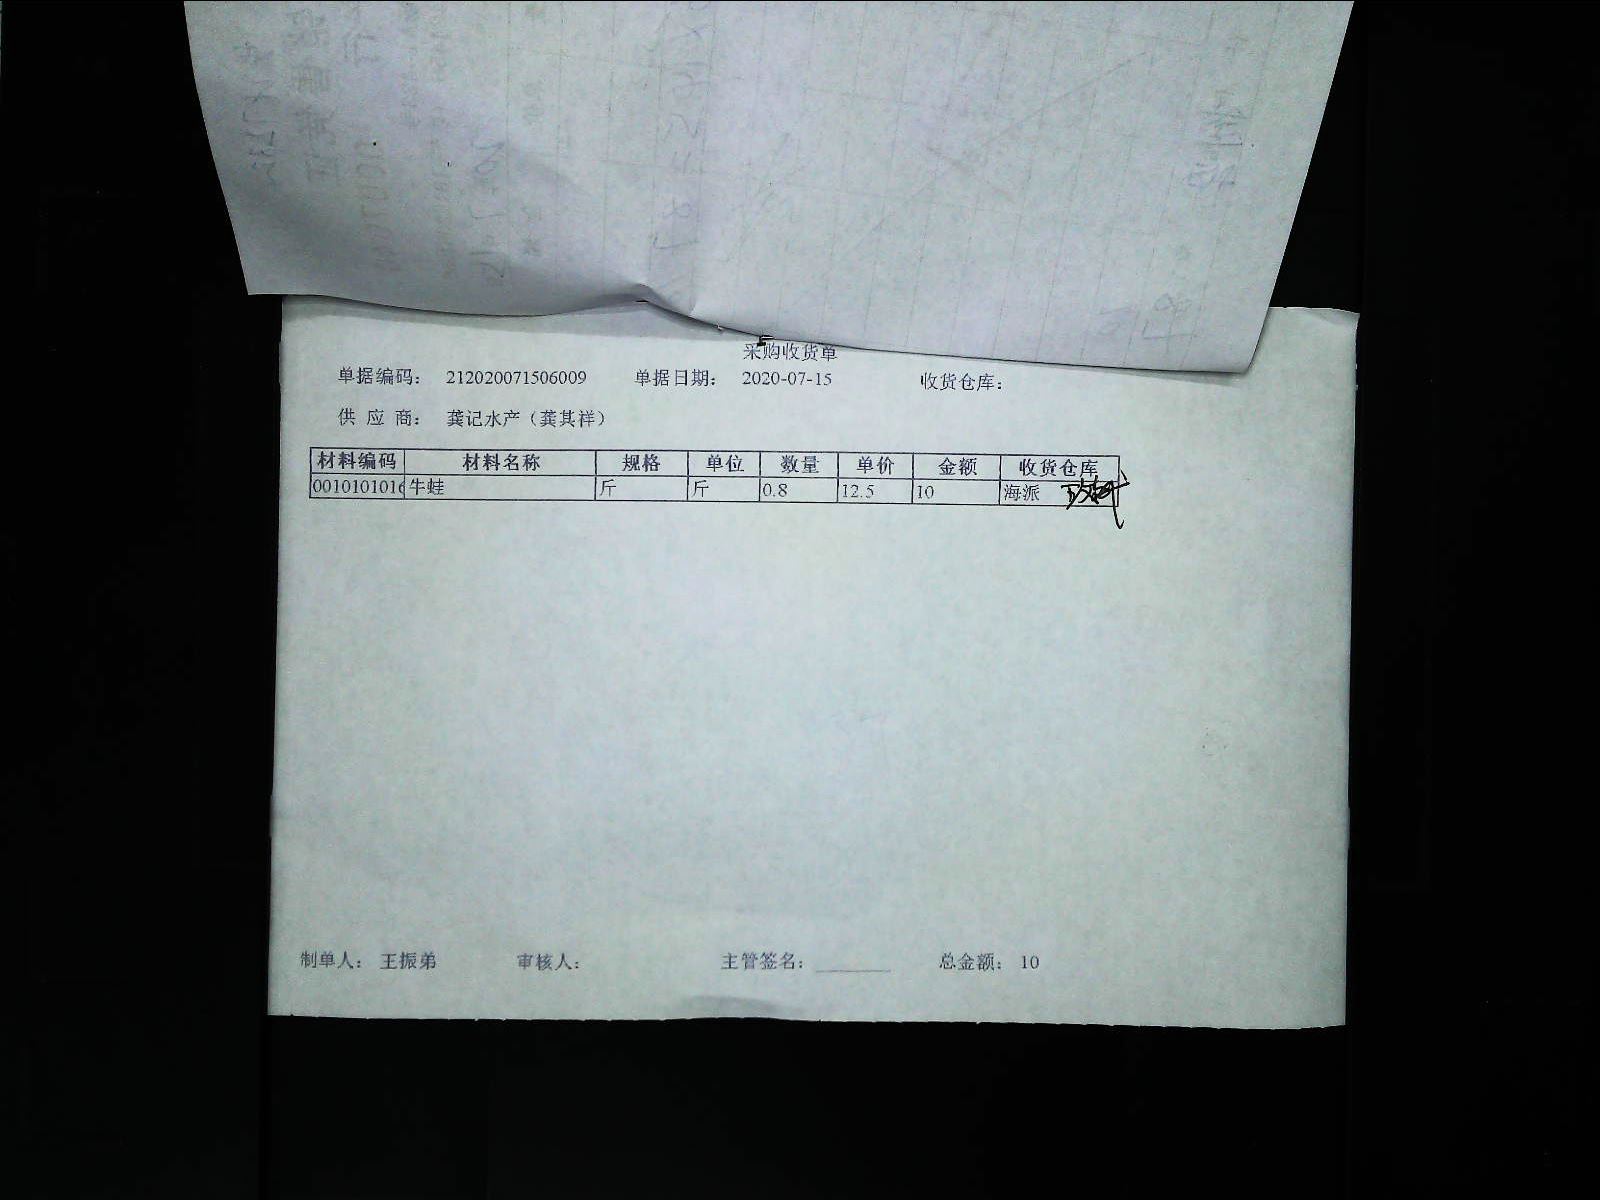 采购收货单
单据编码： 212020071506009 单据日期： 2020-07-15 收货仓库：
供 应 商： 龚记水产（龚其祥）
材料编码 材料名称 规格 单位 数量 单价 金额 收货仓库
0010101016 牛蛙 斤 斤 0.8 12.5 10 海派
制单人： 王振弟 审核人： 主管签名： 总金额： 10